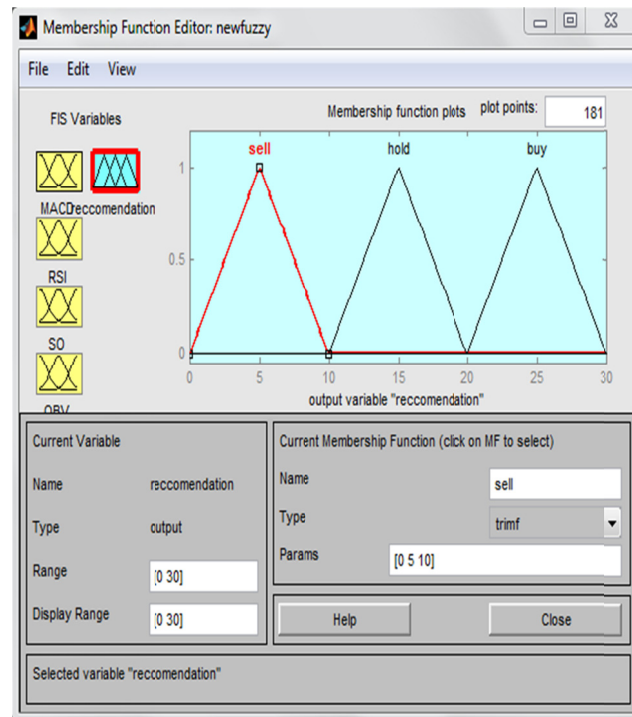 Membership Function Editor: newfuzzy
File Edit View
FIS Variables
Membership function plots plot points: 181
MACD reccomendation
RSI
SO
OBV
sell hold buy
1
0.5
0
0 5 10 15 20 25 30
output variable "reccomendation"
Current Variable
Name reccomendation
Type output
Range [0 30]
Display Range [0 30]
Current Membership Function (click on MF to select)
Name sell
Type trimf
Params [0 5 10]
Help Close
Selected variable "reccomendation"